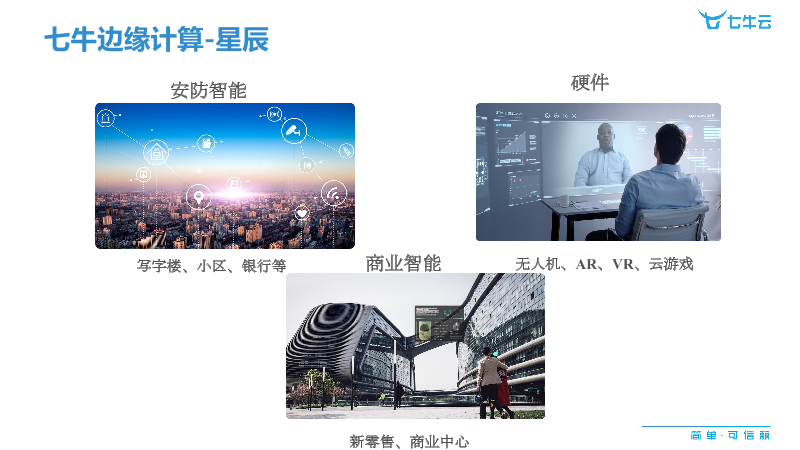 七牛云
七牛边缘计算-星辰
安防智能
硬件
写字楼、小区、银行等
无人机、AR、VR、云游戏
商业智能
新零售、商业中心
简单·可信赖